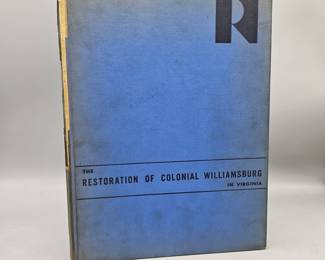 R
THE
RESTORATION OF COLONIAL WILLIAMSBURG
IN VIRGINIA